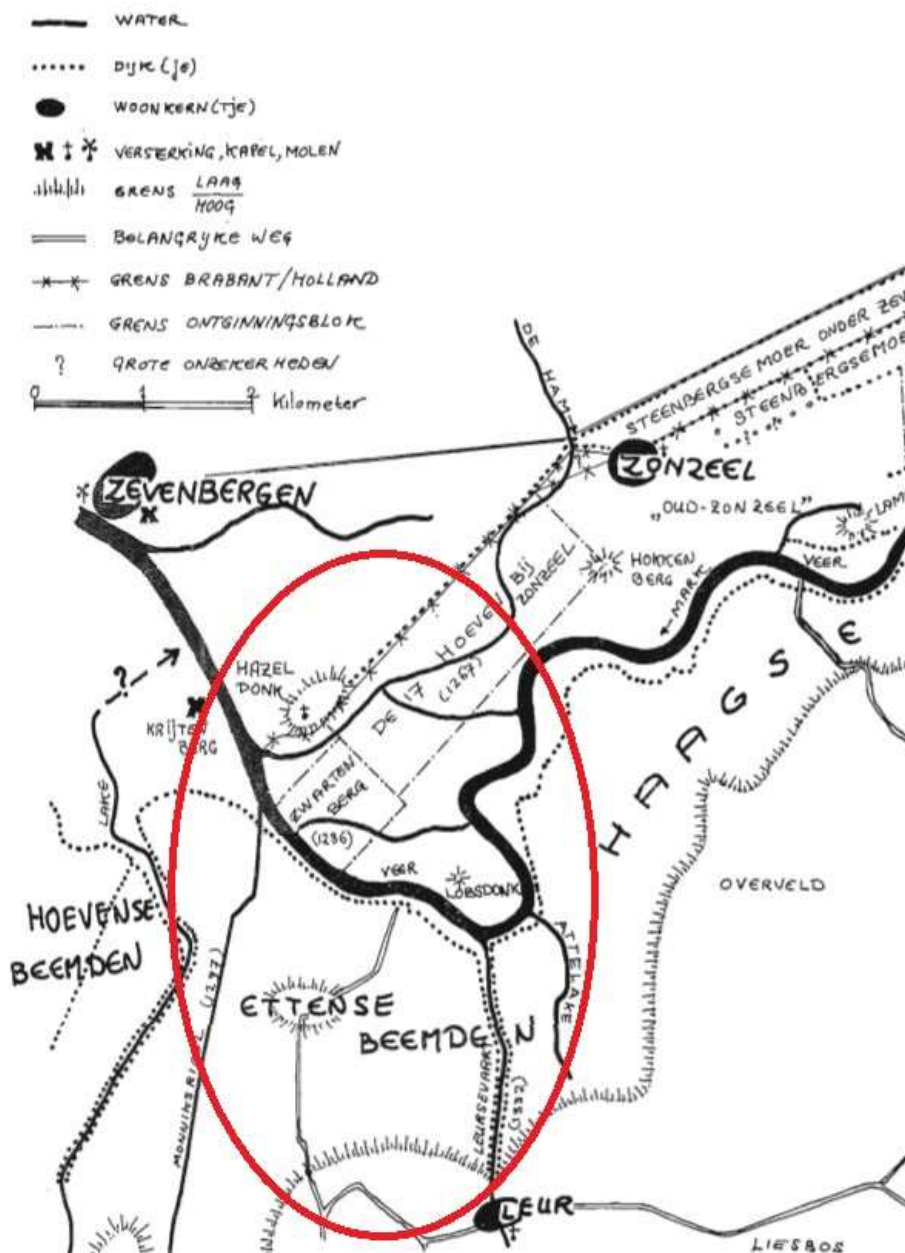 WATER
DIJK(JE)
WOONKERN(TJE)
VERSTERKING, KAPEL, MOLEN
GRENS LAAG
HOOG
BELANGRIJKE WEG
GRENS BRABANT/HOLLAND
GRENS ONTGINNINGSBLOK
? GROTE ONZEKERHEDEN
0 1 2
Kilometer
DE HAM
STEENBERGSE MOER ONDER ZEV
STEENBERGSEMOE
ZONZEEL
ZEVENBERGEN
„OUD-ZONZEEL"
LAM
HOKKEN
BERG
VEER
MARK
DE 17 HOEVEN BIJ
ZONZEEL
(1267)
HAZEL
DONK
?
KRIJTEN
BERG
LAKE
ZWARTEN
BERG
(1286)
VEER
LOBSDONK
HAAGSE
OVERVELD
HOEVENSE
BEEMDEN
ATTELAKE
ETTENSE
BEEMDEN
LEURSEVAART
LEUR
LIESBOS